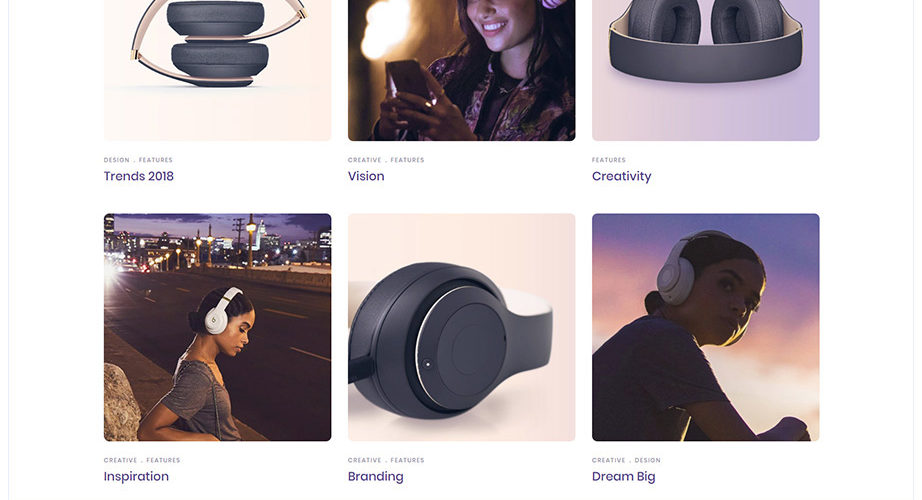 DESIGN . FEATURES
Trends 2018
CREATIVE . FEATURES
Vision
FEATURES
Creativity
CREATIVE . FEATURES
Inspiration
CREATIVE . FEATURES
Branding
CREATIVE . DESIGN
Dream Big